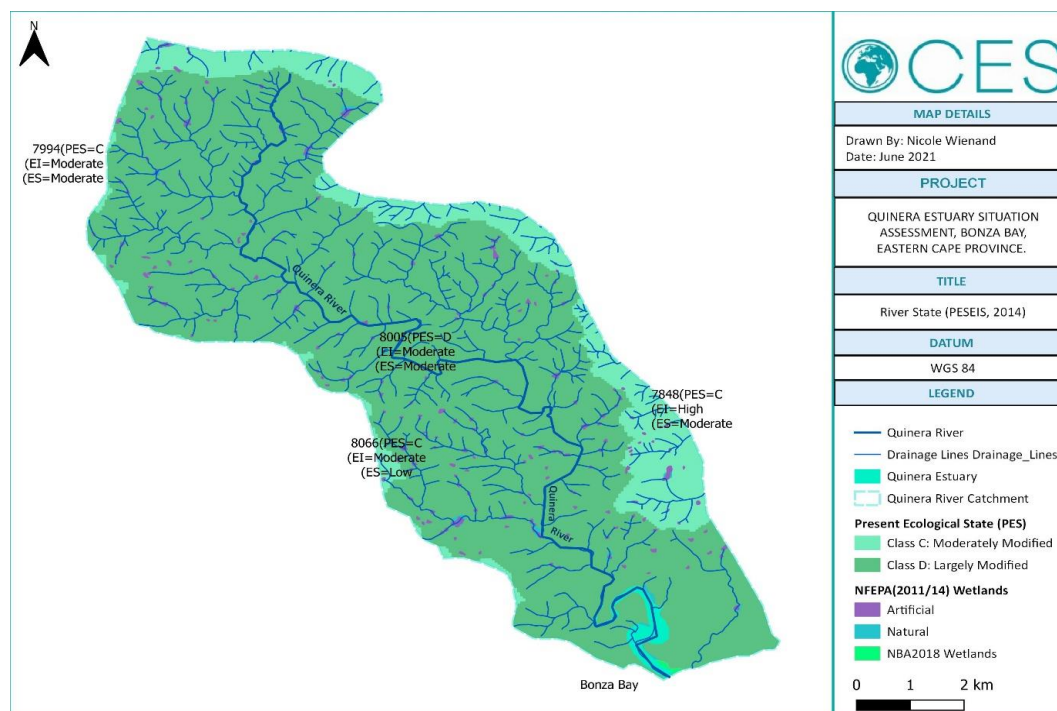 N
7994(PES=C
(EI=Moderate
(ES=Moderate
Quinera River
8005(PES=D
(EI=Moderate
(ES=Moderate
7848(PES=C
(EI=High
(ES=Moderate
8066(PES=C
(EI=Moderate
(ES=Low
Quinera
River
Bonza Bay
CES
MAP DETAILS
Drawn By: Nicole Wienand
Date: June 2021
PROJECT
QUINERA ESTUARY SITUATION
ASSESSMENT, BONZA BAY,
EASTERN CAPE PROVINCE.
TITLE
River State (PESEIS, 2014)
DATUM
WGS 84
LEGEND
Quinera River
Drainage Lines Drainage_Lines
Quinera Estuary
Quinera River Catchment
Present Ecological State (PES)
Class C: Moderately Modified
Class D: Largely Modified
NFEPA(2011/14) Wetlands
Artificial
Natural
NBA2018 Wetlands
0 1 2 km